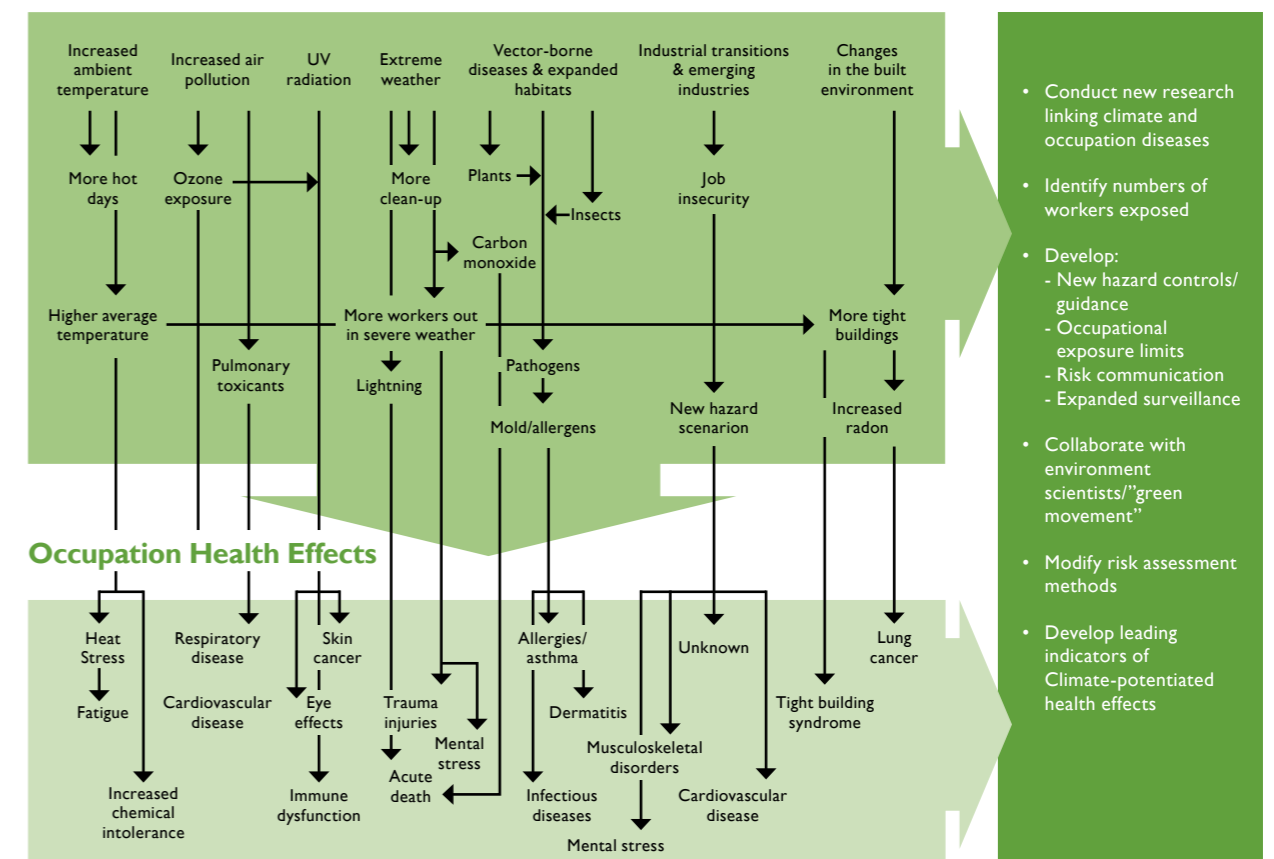 Increased
ambient
temperature
Increased air
pollution
UV
radiation
Extreme
weather
Vector-borne
diseases & expanded
habitats
Industrial transitions
& emerging
industries
Changes
in the built
environment
More hot
days
Ozone
exposure
More
clean-up
Plants
Insects
Job
insecurity
Carbon
monoxide
Higher average
temperature
More workers out
in severe weather
More tight
buildings
Pulmonary
toxicants
Lightning
Pathogens
Mold/allergens
New hazard
scenarion
Increased
radon
Occupation Health Effects
Heat
Stress
Respiratory
disease
Skin
cancer
Allergies/
asthma
Unknown
Lung
cancer
Fatigue
Cardiovascular
disease
Eye
effects
Trauma
injuries
Dermatitis
Tight building
syndrome
Mental
stress
Musculoskeletal
disorders
Increased
chemical
intolerance
Immune
dysfunction
Acute
death
Infectious
diseases
Cardiovascular
disease
Mental stress
• Conduct new research
linking climate and
occupation diseases
• Identify numbers of
workers exposed
• Develop:
- New hazard controls/
guidance
- Occupational
exposure limits
- Risk communication
- Expanded surveillance
• Collaborate with
environment
scientists/”green
movement”
• Modify risk assessment
methods
• Develop leading
indicators of
Climate-potentiated
health effects